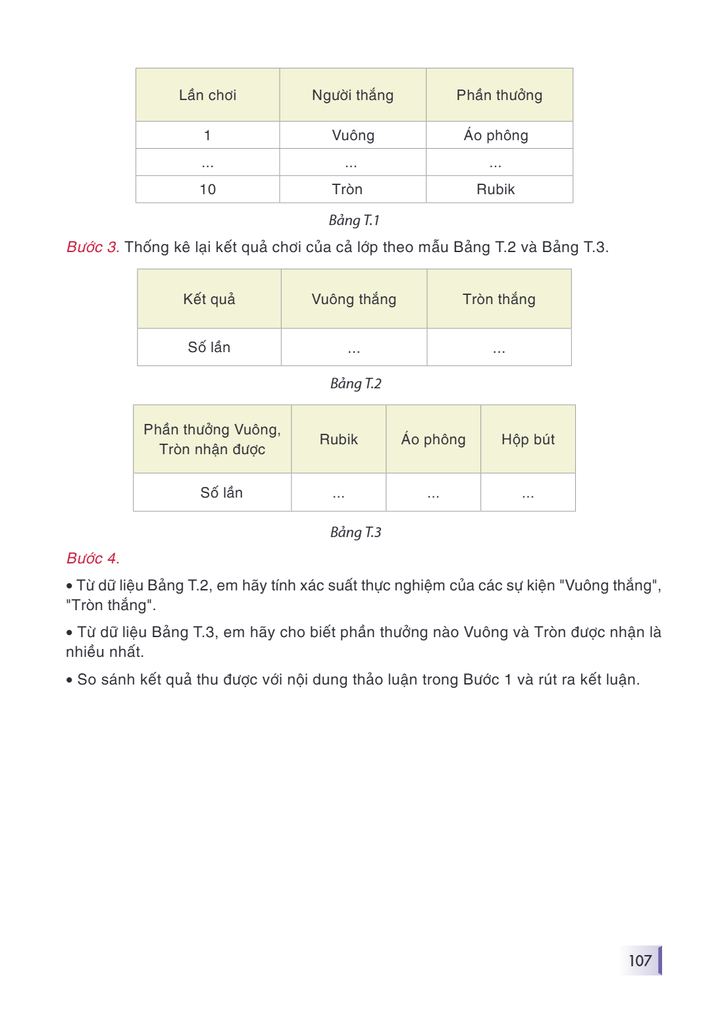 Lần chơi Người thắng Phần thưởng
1 Vuông Áo phông
... ... ...
10 Tròn Rubik
Bảng T.1
Bước 3. Thống kê lại kết quả chơi của cả lớp theo mẫu Bảng T.2 và Bảng T.3.
Kết quả Vuông thắng Tròn thắng
Số lần ... ...
Bảng T.2
Phần thưởng Vuông,
Tròn nhận được Rubik Áo phông Hộp bút
Số lần ... ... ...
Bảng T.3
Bước 4.
• Từ dữ liệu Bảng T.2, em hãy tính xác suất thực nghiệm của các sự kiện "Vuông thắng",
"Tròn thắng".
• Từ dữ liệu Bảng T.3, em hãy cho biết phần thưởng nào Vuông và Tròn được nhận là
nhiều nhất.
• So sánh kết quả thu được với nội dung thảo luận trong Bước 1 và rút ra kết luận.
107